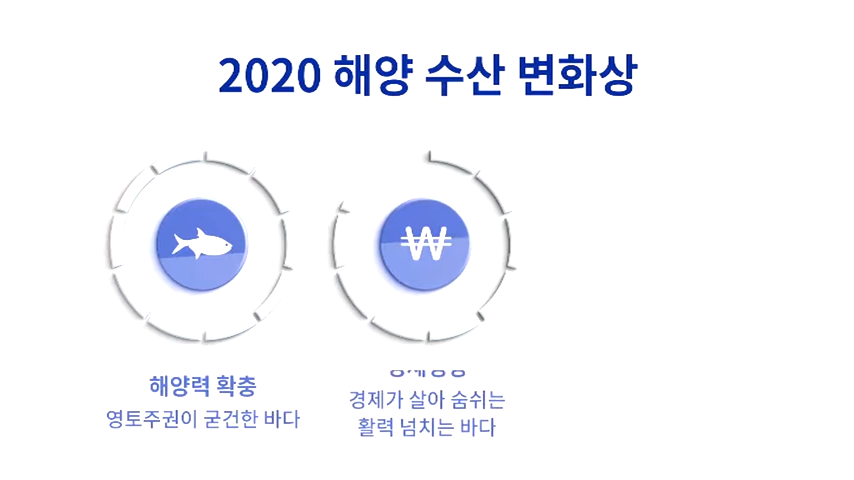 2020 해양 수산 변화상
₩
해양력 확충
영토주권이 굳건한 바다
경제가 살아 숨쉬는
활력 넘치는 바다